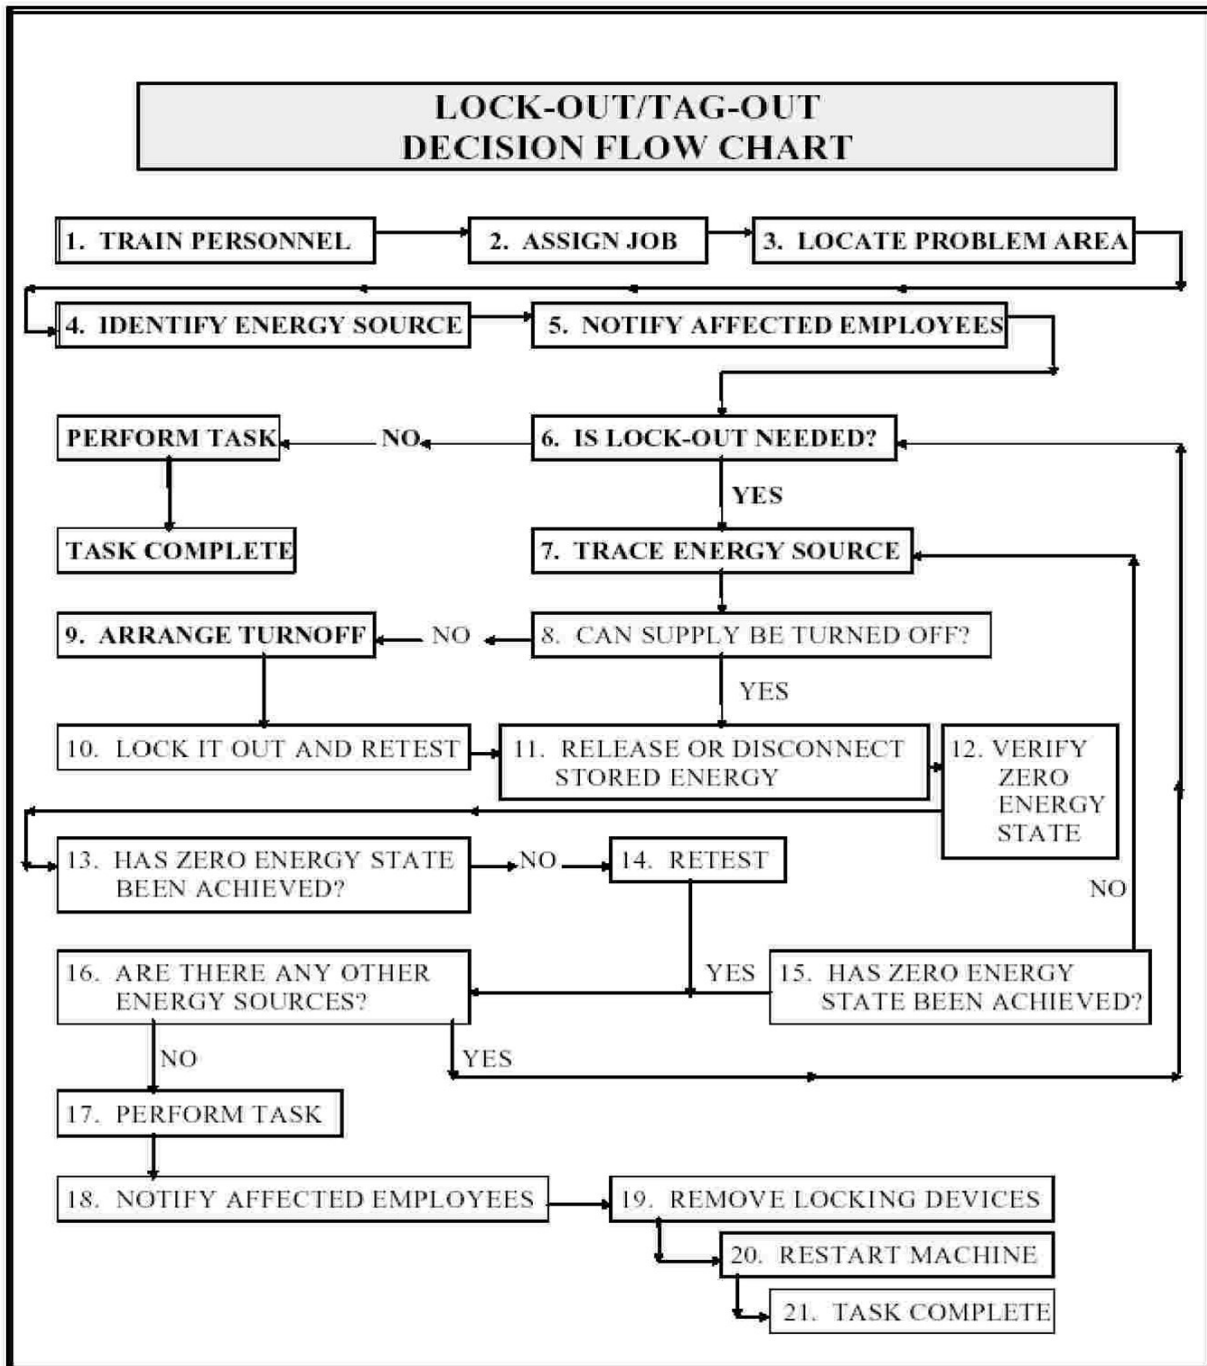 LOCK-OUT/TAG-OUT
DECISION FLOW CHART
1. TRAIN PERSONNEL
2. ASSIGN JOB
3. LOCATE PROBLEM AREA
4. IDENTIFY ENERGY SOURCE
5. NOTIFY AFFECTED EMPLOYEES
PERFORM TASK
NO
6. IS LOCK-OUT NEEDED?
YES
TASK COMPLETE
7. TRACE ENERGY SOURCE
9. ARRANGE TURNOFF
NO
8. CAN SUPPLY BE TURNED OFF?
YES
10. LOCK IT OUT AND RETEST
11. RELEASE OR DISCONNECT
STORED ENERGY
12. VERIFY
ZERO
ENERGY
STATE
13. HAS ZERO ENERGY STATE
BEEN ACHIEVED?
NO
14. RETEST
NO
16. ARE THERE ANY OTHER
ENERGY SOURCES?
YES
15. HAS ZERO ENERGY
STATE BEEN ACHIEVED?
NO
YES
17. PERFORM TASK
18. NOTIFY AFFECTED EMPLOYEES
19. REMOVE LOCKING DEVICES
20. RESTART MACHINE
21. TASK COMPLETE